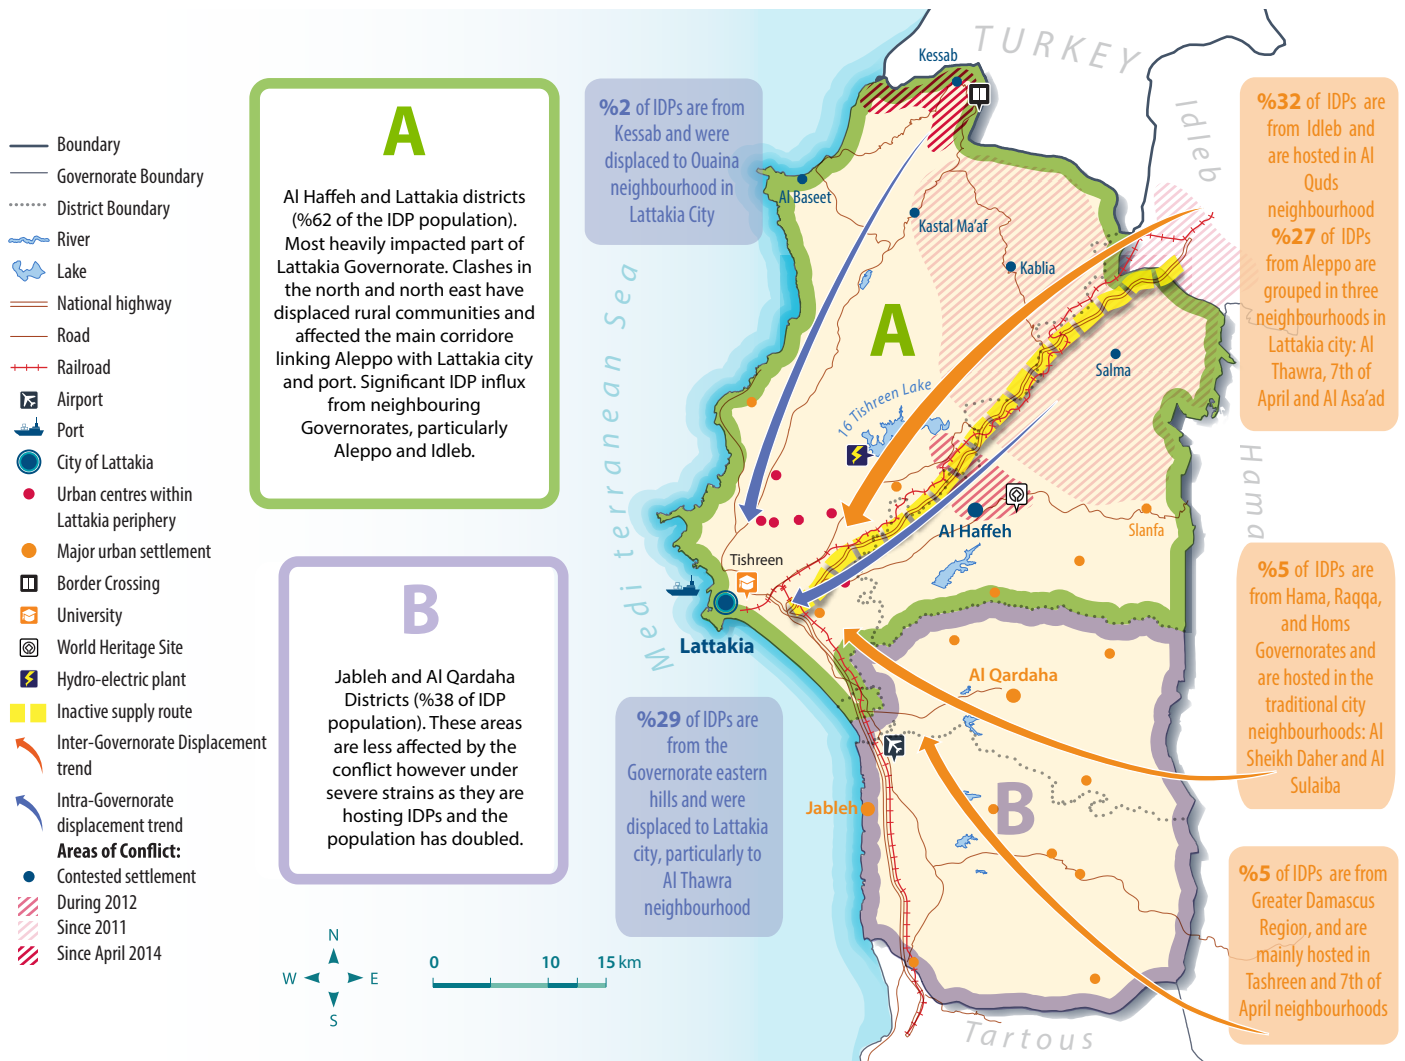 Boundary
Governorate Boundary
District Boundary
River
Lake
National highway
Road
Railroad
Airport
Port
City of Lattakia
Urban centres within
Lattakia periphery
Major urban settlement
Border Crossing
University
World Heritage Site
Hydro-electric plant
Inactive supply route
Inter-Governorate Displacement
trend
Intra-Governorate
displacement trend
Areas of Conflict:
Contested settlement
During 2012
Since 2011
Since April 2014
A
Al Haffeh and Lattakia districts
(%62 of the IDP population).
Most heavily impacted part of
Lattakia Governorate. Clashes in
the north and north east have
displaced rural communities and
affected the main corridore
linking Aleppo with Lattakia city
and port. Significant IDP influx
from neighbouring
Governorates, particularly
Aleppo and Idleb.
B
Jableh and Al Qardaha
Districts (%38 of IDP
population). These areas
are less affected by the
conflict however under
severe strains as they are
hosting IDPs and the
population has doubled.
N
W
E
S
0
10
15 km
%2 of IDPs are from
Kessab and were
displaced to Ouaina
neighbourhood in
Lattakia City
%29 of IDPs are
from the
Governorate eastern
hills and were
displaced to Lattakia
city, particularly to
Al Thawra
neighbourhood
Mediterranean Sea
TURKEY
Kessab
Al Baseet
Kastal Ma'af
Kablia
A
16 Tishreen Lake
Salma
Al Haffeh
Slanfa
Tishreen
Lattakia
Al Qardaha
Jableh
B
Idleb
Hama
Tartous
%32 of IDPs are
from Idleb and
are hosted in Al
Quds
neighbourhood
%27 of IDPs
from Aleppo are
grouped in three
neighbourhoods in
Lattakia city: Al
Thawra, 7th of
April and Al Asa'ad
%5 of IDPs are
from Hama, Raqqa,
and Homs
Governorates and
are hosted in the
traditional city
neighbourhoods: Al
Sheikh Daher and Al
Sulaiba
%5 of IDPs are from
Greater Damascus
Region, and are
mainly hosted in
Tashreen and 7th of
April neighbourhoods